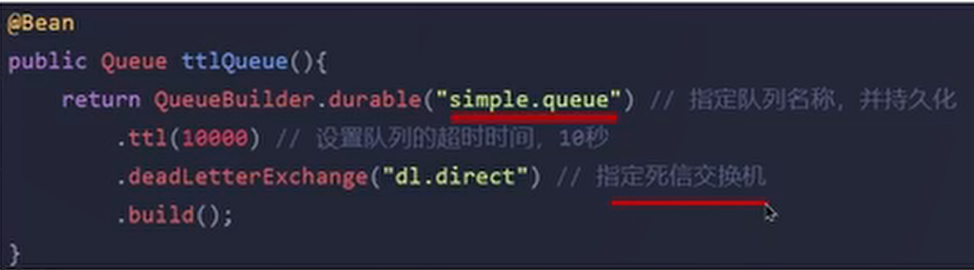 @Bean
public Queue ttlQueue(){
    return QueueBuilder.durable("simple.queue") // 指定队列名称，并持久化
        .ttl(10000) // 设置队列的超时时间，10秒
        .deadLetterExchange("dl.direct") // 指定死信交换机
        .build();
}